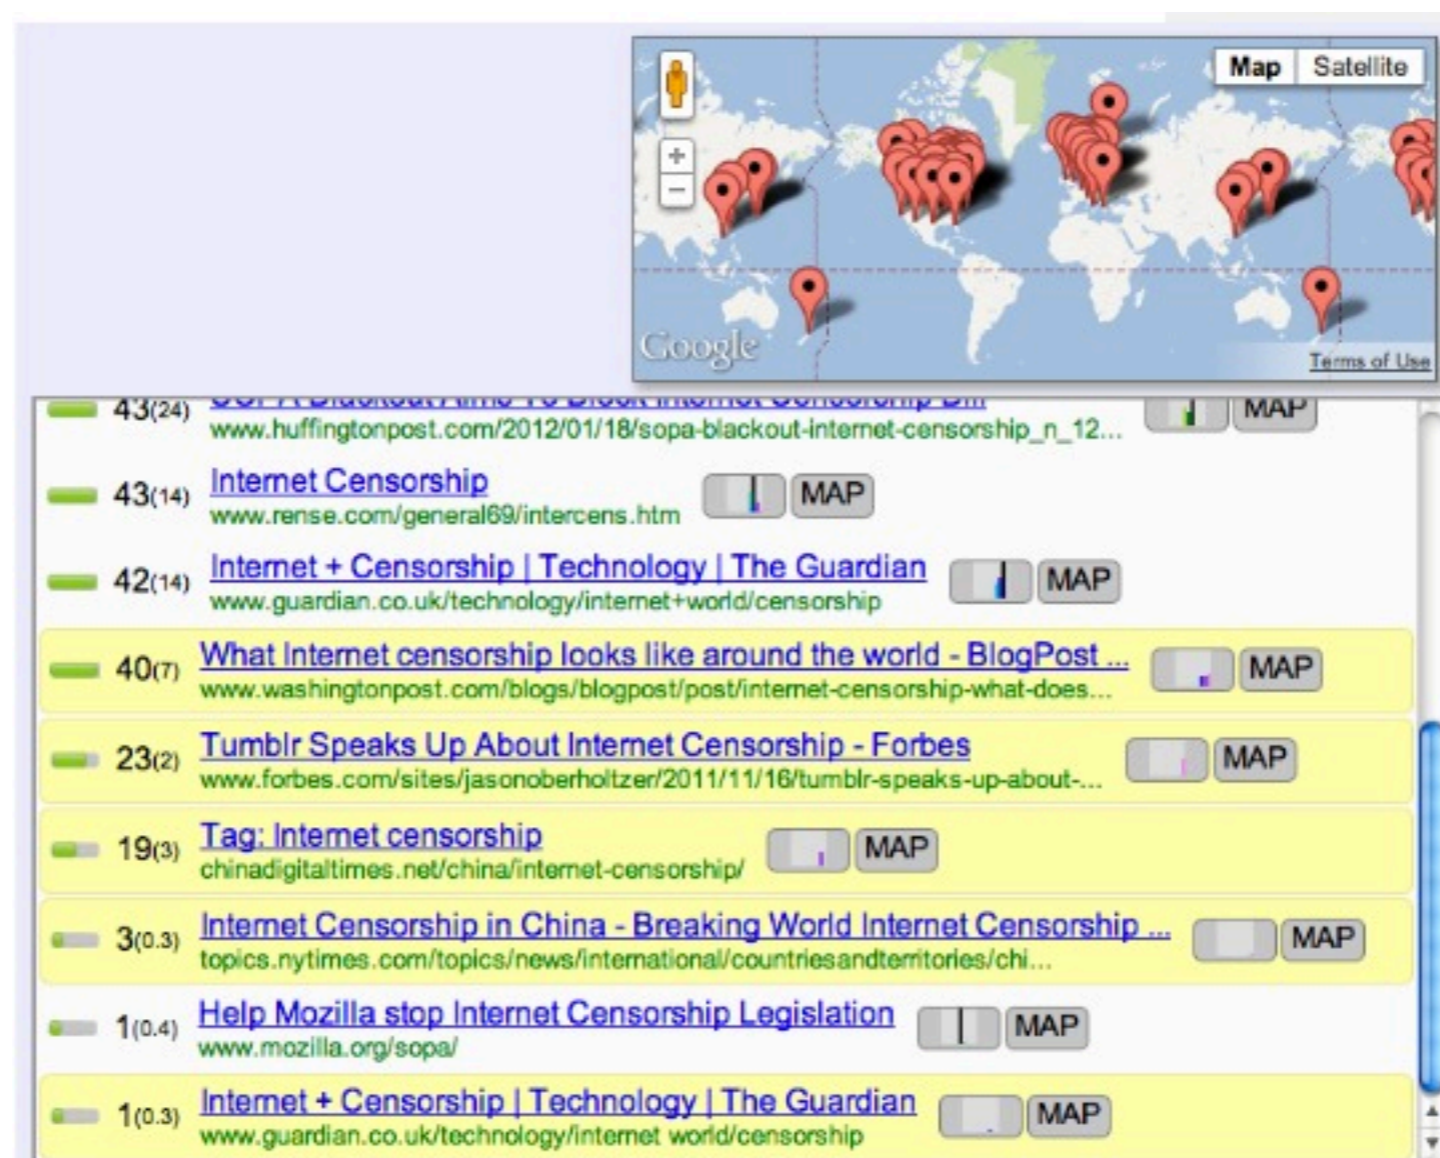 Map Satellite
+
−
Google
Terms of Use
43(24) SOPA Blackout Aims To Block Internet Censorship Bill MAP
www.huffingtonpost.com/2012/01/18/sopa-blackout-internet-censorship_n_12...
43(14) Internet Censorship MAP
www.rense.com/general69/intercens.htm
42(14) Internet + Censorship | Technology | The Guardian MAP
www.guardian.co.uk/technology/internet+world/censorship
40(7) What Internet censorship looks like around the world - BlogPost ... MAP
www.washingtonpost.com/blogs/blogpost/post/internet-censorship-what-does...
23(2) Tumblr Speaks Up About Internet Censorship - Forbes MAP
www.forbes.com/sites/jasonoberholtzer/2011/11/16/tumblr-speaks-up-about-...
19(3) Tag: Internet censorship MAP
chinadigitaltimes.net/china/internet-censorship/
3(0.3) Internet Censorship in China - Breaking World Internet Censorship ... MAP
topics.nytimes.com/topics/news/international/countriesandterritories/chi...
1(0.4) Help Mozilla stop Internet Censorship Legislation MAP
www.mozilla.org/sopa/
1(0.3) Internet + Censorship | Technology | The Guardian MAP
www.guardian.co.uk/technology/internet world/censorship